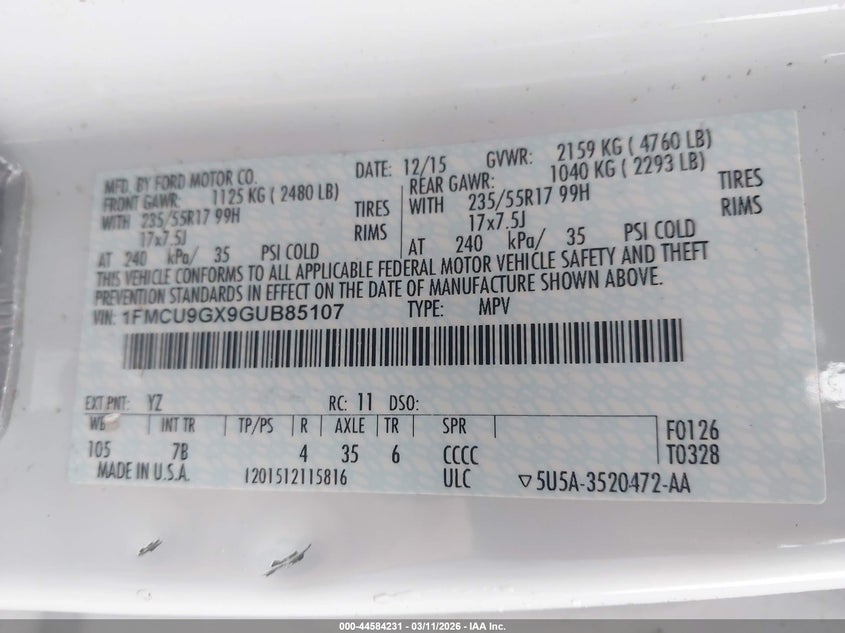 MFD. BY FORD MOTOR CO. DATE: 12/15 GVWR: 2159 KG ( 4760 LB)
FRONT GAWR: 1125 KG ( 2480 LB) REAR GAWR: 1040 KG ( 2293 LB)
WITH 235/55R17 99H TIRES WITH 235/55R17 99H TIRES
17x7.5J RIMS 17x7.5J RIMS
AT 240 kPa/ 35 PSI COLD AT 240 kPa/ 35 PSI COLD
THIS VEHICLE CONFORMS TO ALL APPLICABLE FEDERAL MOTOR VEHICLE SAFETY AND THEFT
PREVENTION STANDARDS IN EFFECT ON THE DATE OF MANUFACTURE SHOWN ABOVE.
VIN: 1FMCU9GX9GUB85107 TYPE: MPV
EXT PNT: YZ RC: 11 DSO:
WB INT TR TP/PS R AXLE TR SPR F0126
105 7B 4 35 6 CCCC T0328
MADE IN U.S.A. I201512115816 ULC ▽5U5A-3520472-AA
000-44584231 - 03/11/2026 - IAA Inc.